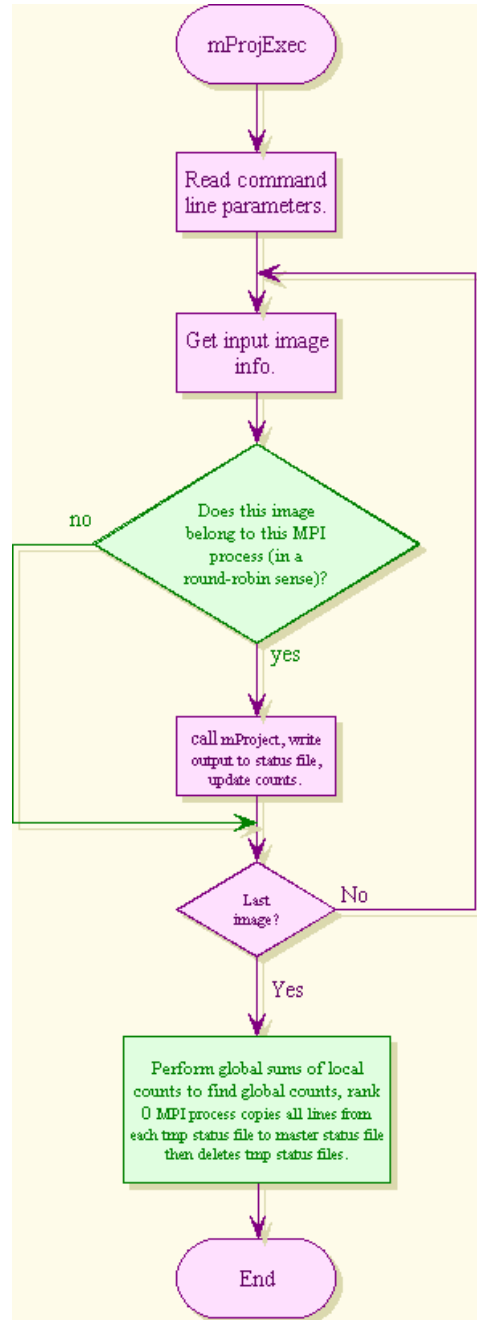 mProjExec
Read command
line parameters.
Get input image
info.
Does this image
belong to this MPI
process (in a
round-robin sense)?
no
yes
call mProject, write
output to status file,
update counts.
Last
image?
No
Yes
Perform global sums of local
counts to find global counts, rank
0 MPI process copies all lines from
each tmp status file to master status file
then deletes tmp status files.
End